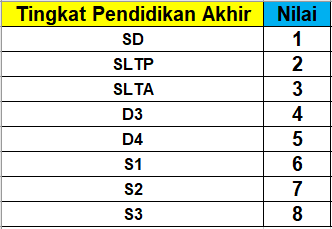 Tingkat Pendidikan Akhir Nilai
SD 1
SLTP 2
SLTA 3
D3 4
D4 5
S1 6
S2 7
S3 8